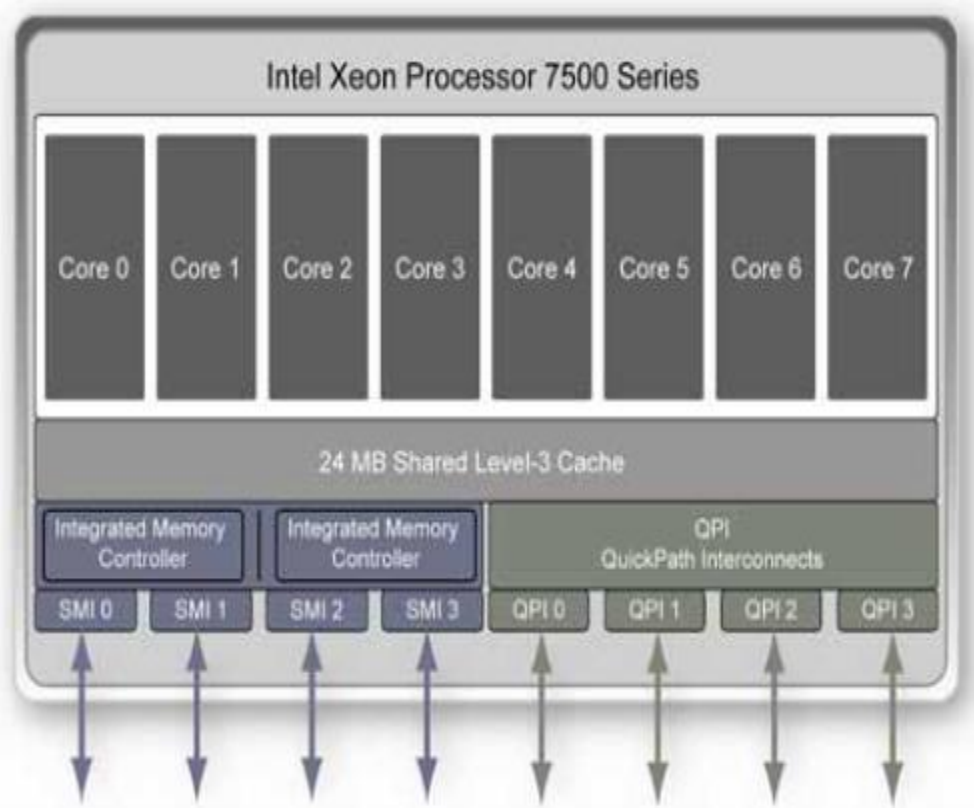 Intel Xeon Processor 7500 Series
Core 0 Core 1 Core 2 Core 3 Core 4 Core 5 Core 6 Core 7
24 MB Shared Level-3 Cache
Integrated Memory
Controller
Integrated Memory
Controller
QPI
QuickPath Interconnects
SMI 0 SMI 1 SMI 2 SMI 3 QPI 0 QPI 1 QPI 2 QPI 3